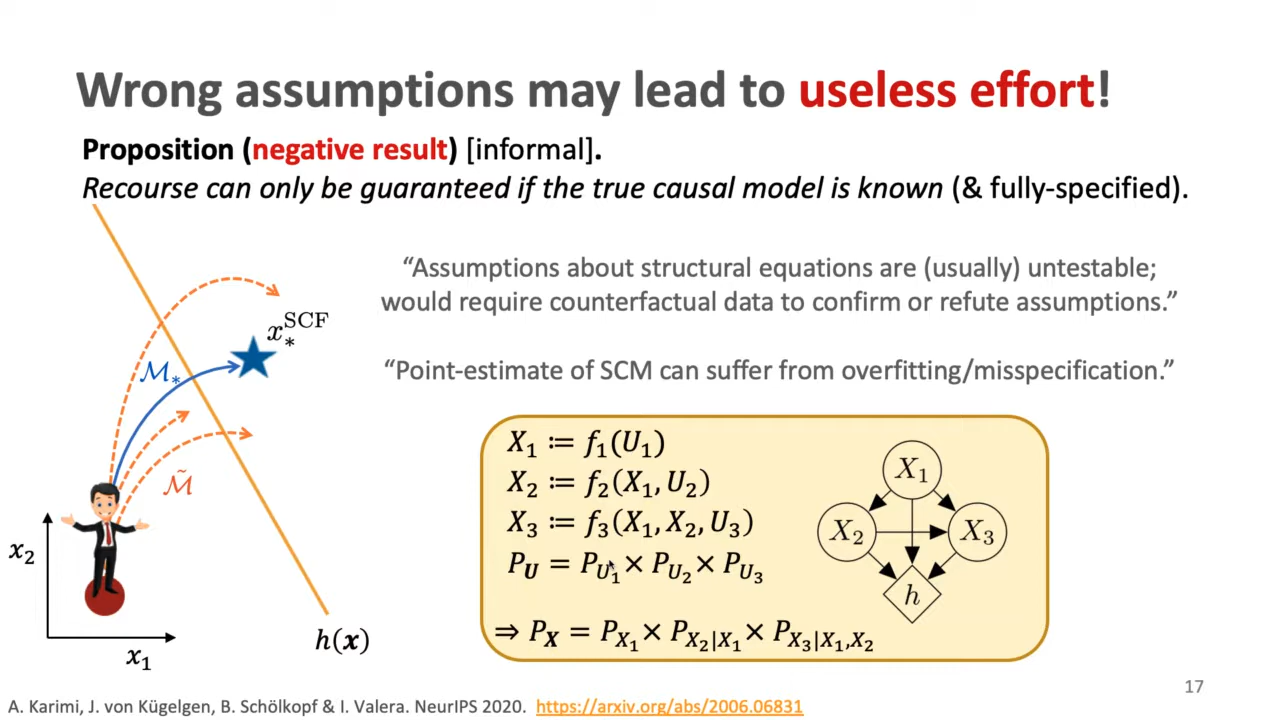 Wrong assumptions may lead to useless effort!
Proposition (negative result) [informal].
Recourse can only be guaranteed if the true causal model is known (& fully-specified).
“Assumptions about structural equations are (usually) untestable;
would require counterfactual data to confirm or refute assumptions.”
“Point-estimate of SCM can suffer from overfitting/misspecification.”
x_*^{SCF}
ℳ_*
ℳ̃
x_2
x_1
h(x)
X_1 ≔ f_1(U_1)
X_2 ≔ f_2(X_1, U_2)
X_3 ≔ f_3(X_1, X_2, U_3)
P_U = P_{U_1} × P_{U_2} × P_{U_3}
⇒ P_X = P_{X_1} × P_{X_2|X_1} × P_{X_3|X_1,X_2}
X_1
X_2
X_3
h
17
A. Karimi, J. von Kügelgen, B. Schölkopf & I. Valera. NeurIPS 2020. https://arxiv.org/abs/2006.06831